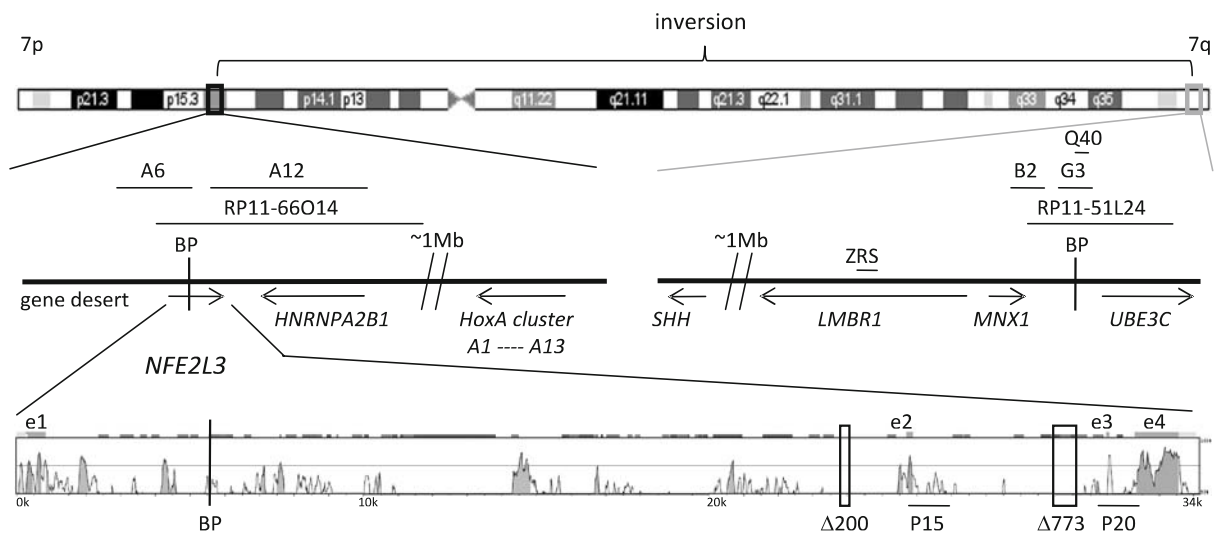 inversion
7p 7q
p21.3 p15.3 p14.1 p13 q11.22 q21.11 q21.3 q22.1 q31.1 q33 q34 q35
Q40
A6 A12 B2 G3
RP11-66O14 RP11-51L24
BP ~1Mb ~1Mb ZRS BP
gene desert HNRNPA2B1 HoxA cluster SHH LMBR1 MNX1 UBE3C
A1 ---- A13
NFE2L3
e1 e2 e3 e4
0k 10k 20k 34k
BP Δ200 P15 Δ773 P20